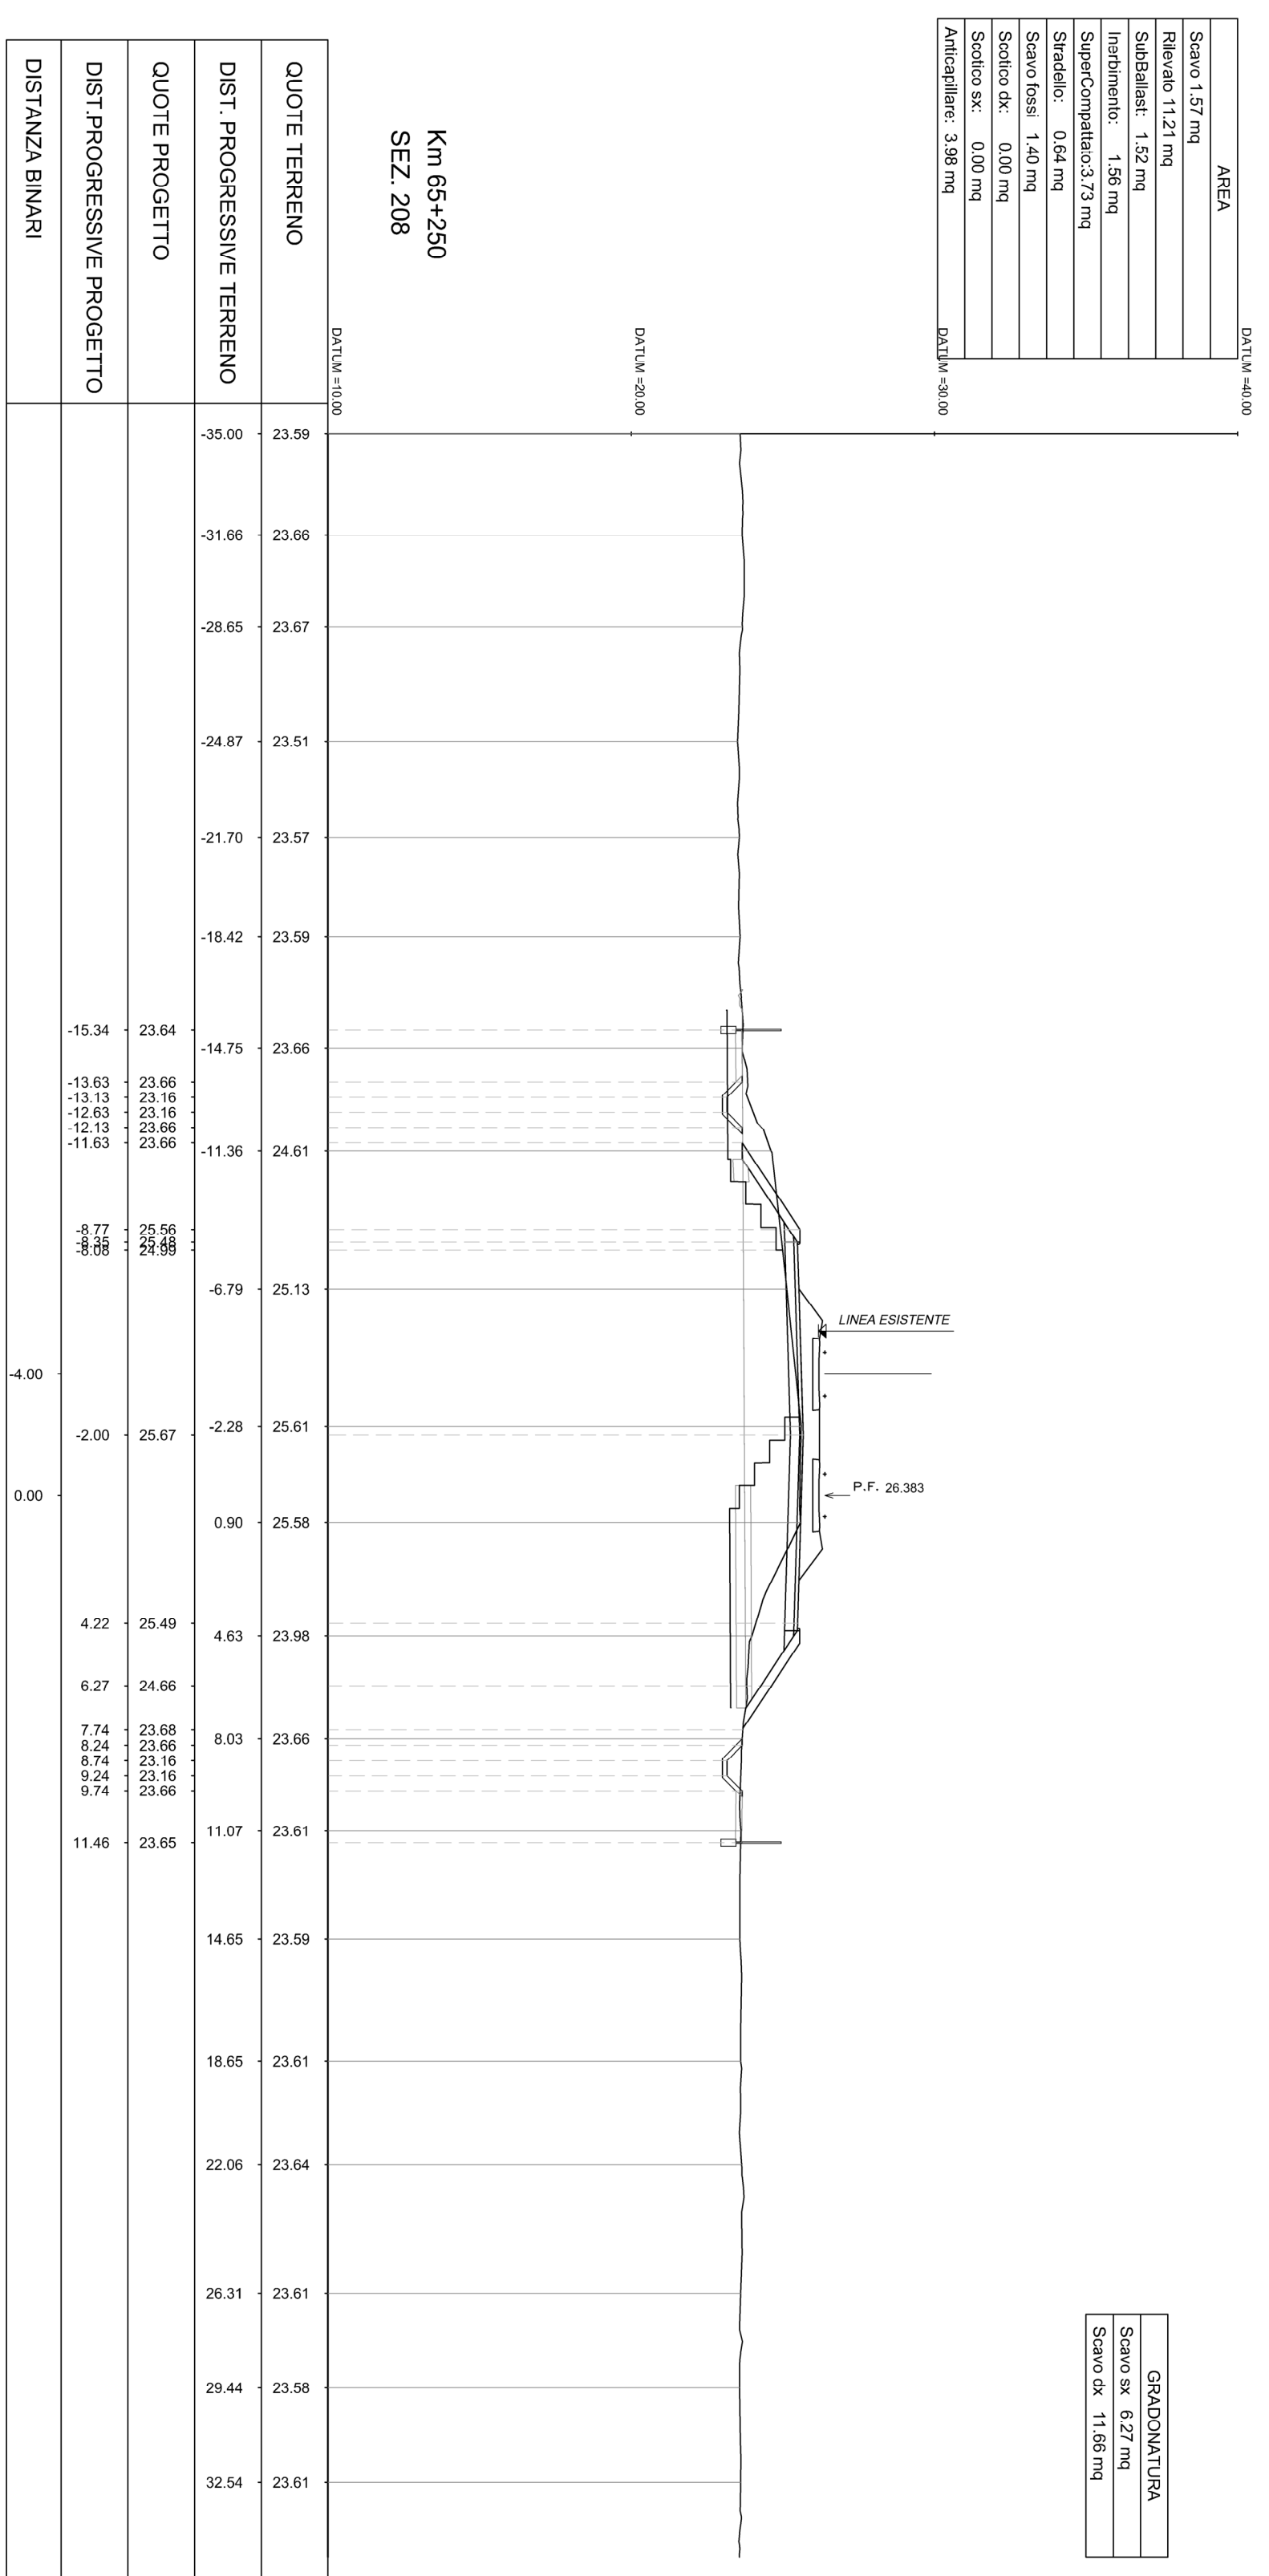 AREA
Scavo 1.57 mq
Rilevato 11.21 mq
SubBallast: 1.52 mq
Inerbimento: 1.56 mq
SuperCompattato:3.73 mq
Stradello: 0.64 mq
Scavo fossi 1.40 mq
Scotico dx: 0.00 mq
Scotico sx: 0.00 mq
Anticapillare: 3.98 mq
GRADONATURA
Scavo sx 6.27 mq
Scavo dx 11.66 mq
DATUM =40.00
DATUM =30.00
DATUM =20.00
DATUM =10.00
LINEA ESISTENTE
P.F. 26.383
Km 65+250
SEZ. 208
QUOTE TERRENO
23.59 23.66 23.67 23.51 23.57 23.59 23.66 24.61 25.13 25.61 25.58 23.98 23.66 23.61 23.59 23.61 23.64 23.61 23.58 23.61
DIST. PROGRESSIVE TERRENO
-35.00 -31.66 -28.65 -24.87 -21.70 -18.42 -14.75 -11.36 -6.79 -2.28 0.90 4.63 8.03 11.07 14.65 18.65 22.06 26.31 29.44 32.54
QUOTE PROGETTO
23.64 23.66 23.16 23.16 23.66 23.66 25.56 25.48 24.99 25.67 25.49 24.66 23.68 23.66 23.16 23.16 23.66 23.65
DIST.PROGRESSIVE PROGETTO
-15.34 -13.63 -13.13 -12.63 -12.13 -11.63 -8.77 -8.35 -8.08 -2.00 4.22 6.27 7.74 8.24 8.74 9.24 9.74 11.46
DISTANZA BINARI
-4.00 0.00